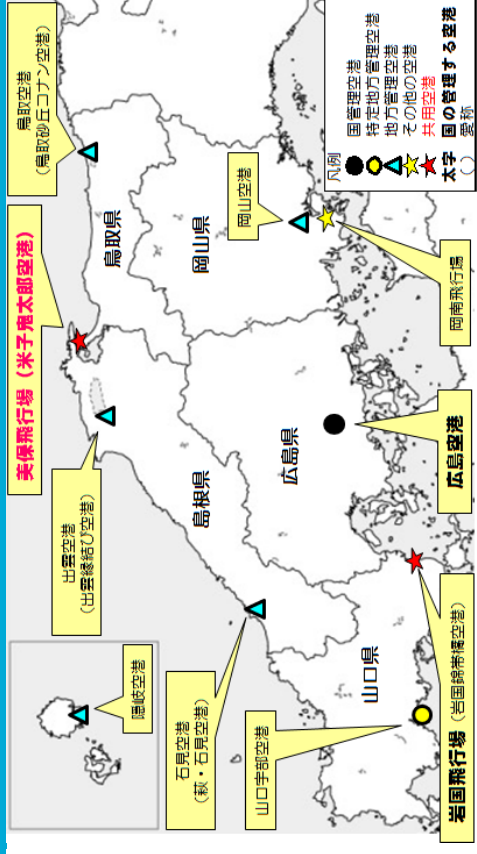 隠岐空港
出雲空港
(出雲縁結び空港)
美保飛行場(米子鬼太郎空港)
鳥取空港
(鳥取砂丘コナン空港)
石見空港
(萩・石見空港)
山口宇部空港
島根県
鳥取県
岡山県
広島県
山口県
岡山空港
岡南飛行場
広島空港
岩国飛行場(岩国錦帯橋空港)
凡例
国管理空港
特定地方管理空港
地方管理空港
その他の空港
共用空港
太字 国の管理する空港
( ) 愛称